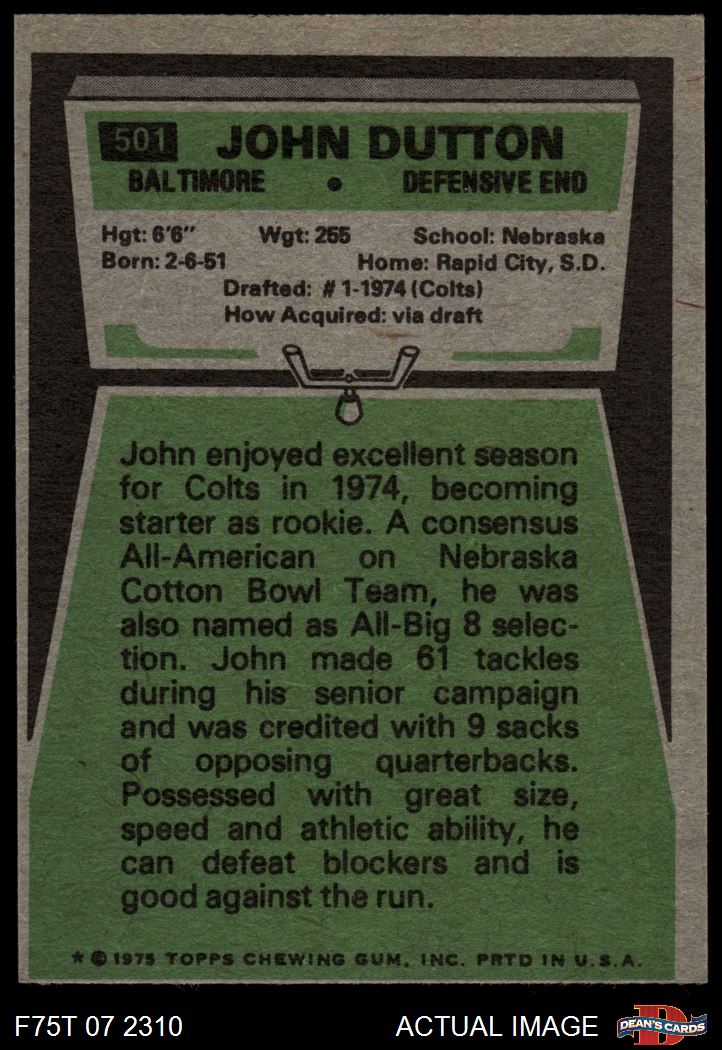 501 JOHN DUTTON
BALTIMORE • DEFENSIVE END
Hgt: 6'6" Wgt: 255 School: Nebraska
Born: 2-6-51 Home: Rapid City, S.D.
Drafted: #1-1974 (Colts)
How Acquired: via draft
John enjoyed excellent season
for Colts in 1974, becoming
starter as rookie. A consensus
All-American on Nebraska
Cotton Bowl Team, he was
also named as All-Big 8 selec-
tion. John made 61 tackles
during his senior campaign
and was credited with 9 sacks
of opposing quarterbacks.
Possessed with great size,
speed and athletic ability, he
can defeat blockers and is
good against the run.
* © 1975 TOPPS CHEWING GUM, INC. PRTD IN U.S.A.
F75T 07 2310 ACTUAL IMAGE DEAN'S CARDS